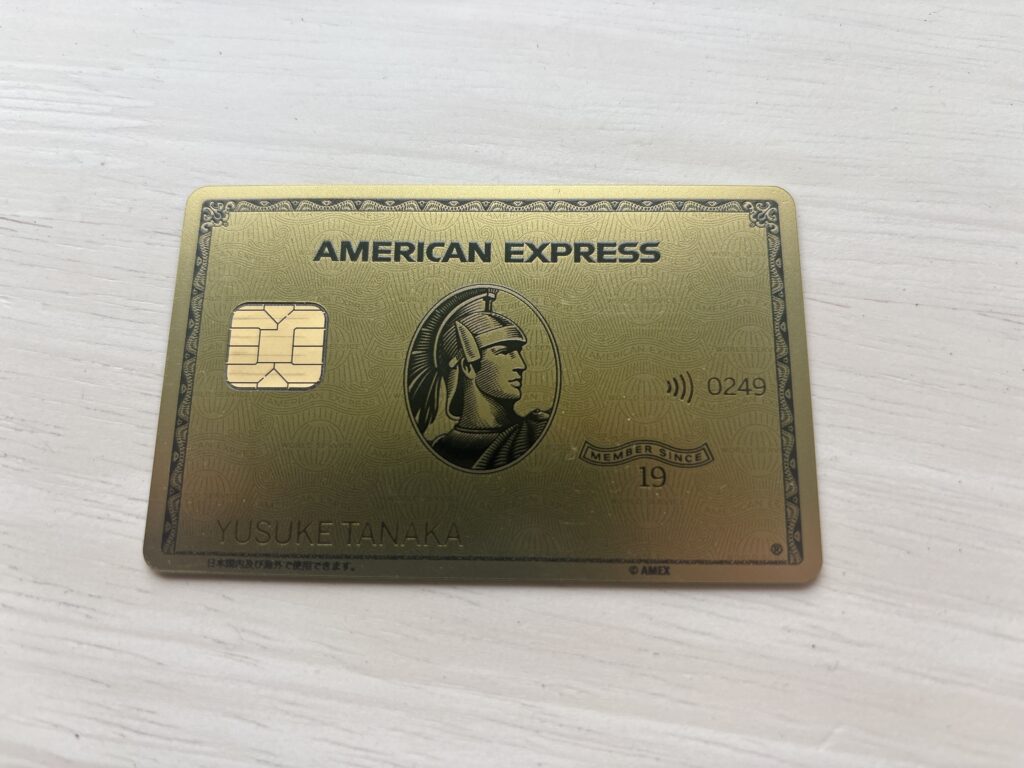 AMERICAN EXPRESS
0249
MEMBER SINCE
19
YUSUKE TANAKA
®
日本国内及び海外で使用できます。
© AMEX